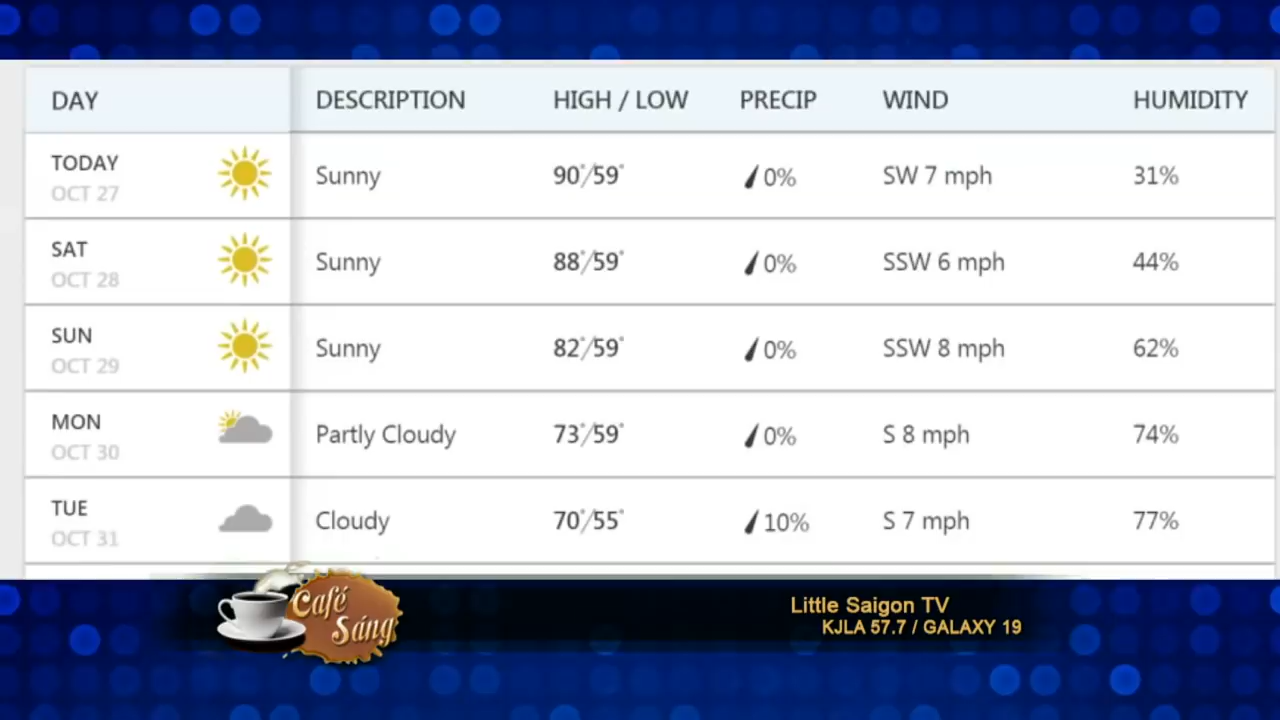 DAY DESCRIPTION HIGH / LOW PRECIP WIND HUMIDITY
TODAY
OCT 27
Sunny 90°/59° 0% SW 7 mph 31%
SAT
OCT 28
Sunny 88°/59° 0% SSW 6 mph 44%
SUN
OCT 29
Sunny 82°/59° 0% SSW 8 mph 62%
MON
OCT 30
Partly Cloudy 73°/59° 0% S 8 mph 74%
TUE
OCT 31
Cloudy 70°/55° 10% S 7 mph 77%
Café
Sáng
Little Saigon TV
KJLA 57.7 / GALAXY 19